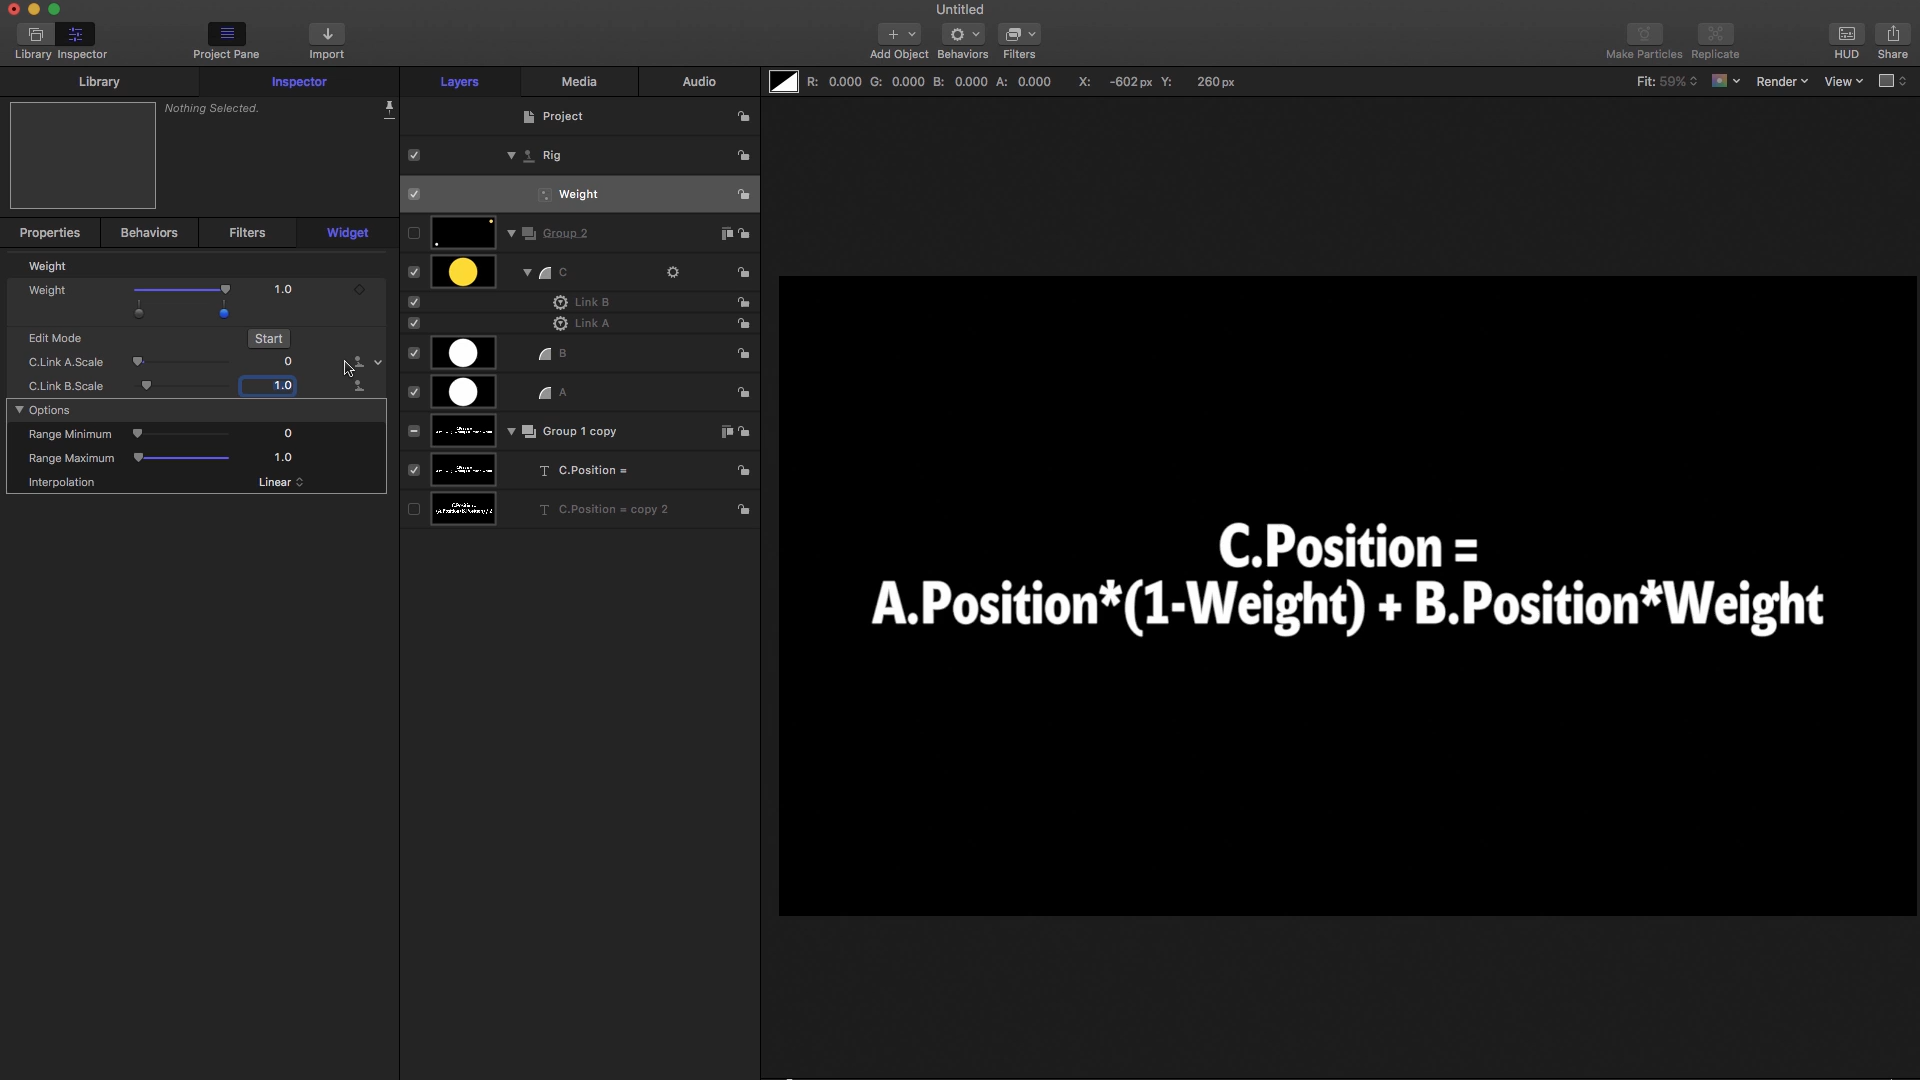 Untitled
Library Inspector
Project Pane
Import
Add Object Behaviors Filters
Make Particles Replicate
HUD Share
Library Inspector
Layers Media Audio
R: 0.000 G: 0.000 B: 0.000 A: 0.000 X: -602 px Y: 260 px
Fit: 59% Render View
Nothing Selected.
Properties Behaviors Filters Widget
Weight
Weight 1.0
Edit Mode Start
C.Link A.Scale 0
C.Link B.Scale 1.0
Options
Range Minimum 0
Range Maximum 1.0
Interpolation Linear
Project
Rig
Weight
Group 2
C
Link B
Link A
B
A
Group 1 copy
C.Position =
C.Position = copy 2
C.Position =
A.Position*(1-Weight) + B.Position*Weight